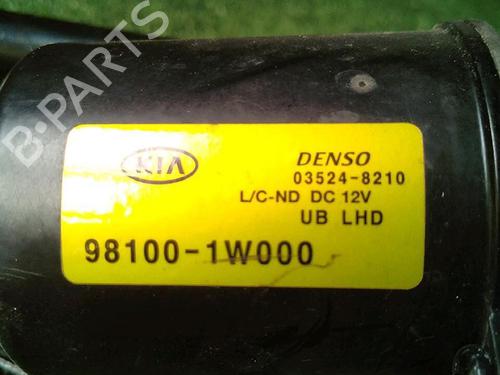 B-PARTS
KIA
DENSO
03524-8210
L/C-ND DC 12V
UB LHD
98100-1W000